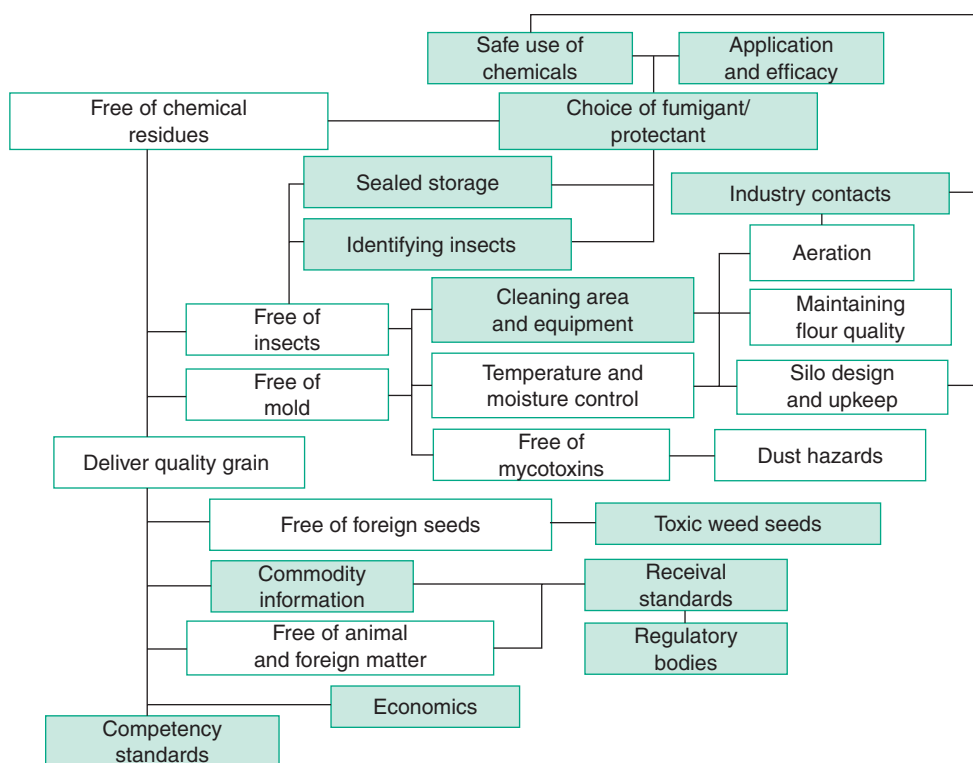 Safe use of
chemicals
Application
and efficacy
Free of chemical
residues
Choice of fumigant/
protectant
Sealed storage
Industry contacts
Identifying insects
Aeration
Free of
insects
Cleaning area
and equipment
Maintaining
flour quality
Free of
mold
Temperature and
moisture control
Silo design
and upkeep
Deliver quality grain
Free of
mycotoxins
Dust hazards
Free of foreign seeds
Toxic weed seeds
Commodity
information
Receival
standards
Free of animal
and foreign matter
Regulatory
bodies
Economics
Competency
standards